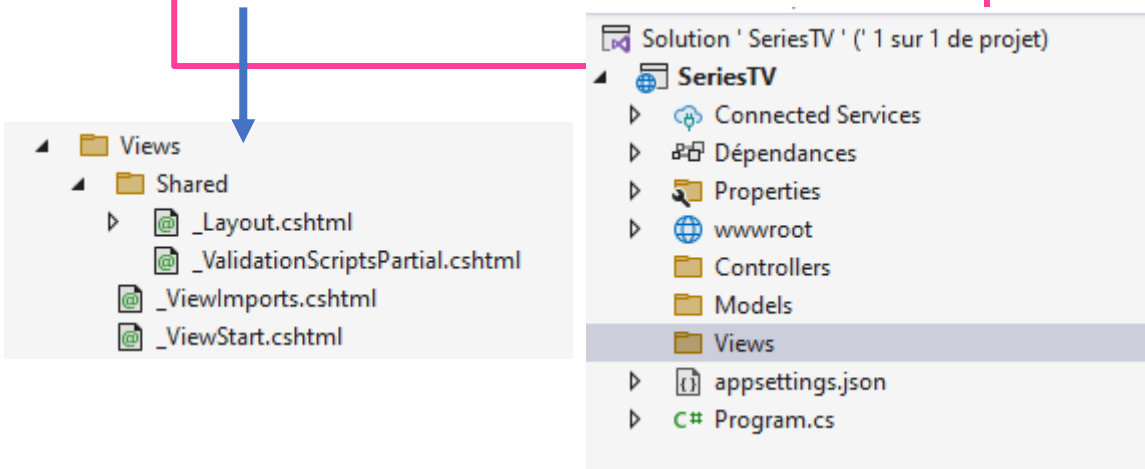 Views
Shared
_Layout.cshtml
_ValidationScriptsPartial.cshtml
_ViewImports.cshtml
_ViewStart.cshtml
Solution ' SeriesTV ' (' 1 sur 1 de projet)
SeriesTV
Connected Services
Dépendances
Properties
wwwroot
Controllers
Models
Views
appsettings.json
C# Program.cs